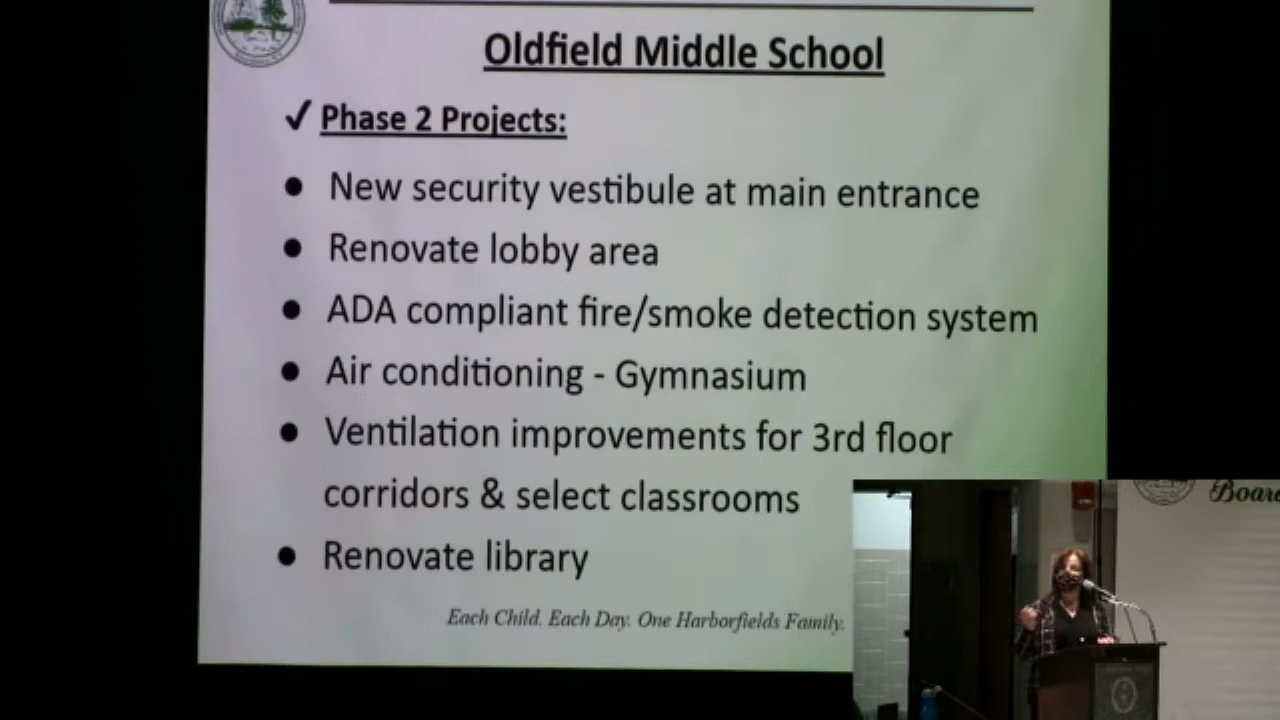 Oldfield Middle School
✓ Phase 2 Projects:
● New security vestibule at main entrance
● Renovate lobby area
● ADA compliant fire/smoke detection system
● Air conditioning - Gymnasium
● Ventilation improvements for 3rd floor
corridors & select classrooms
● Renovate library
Each Child. Each Day. One Harborfields Family.
Boar